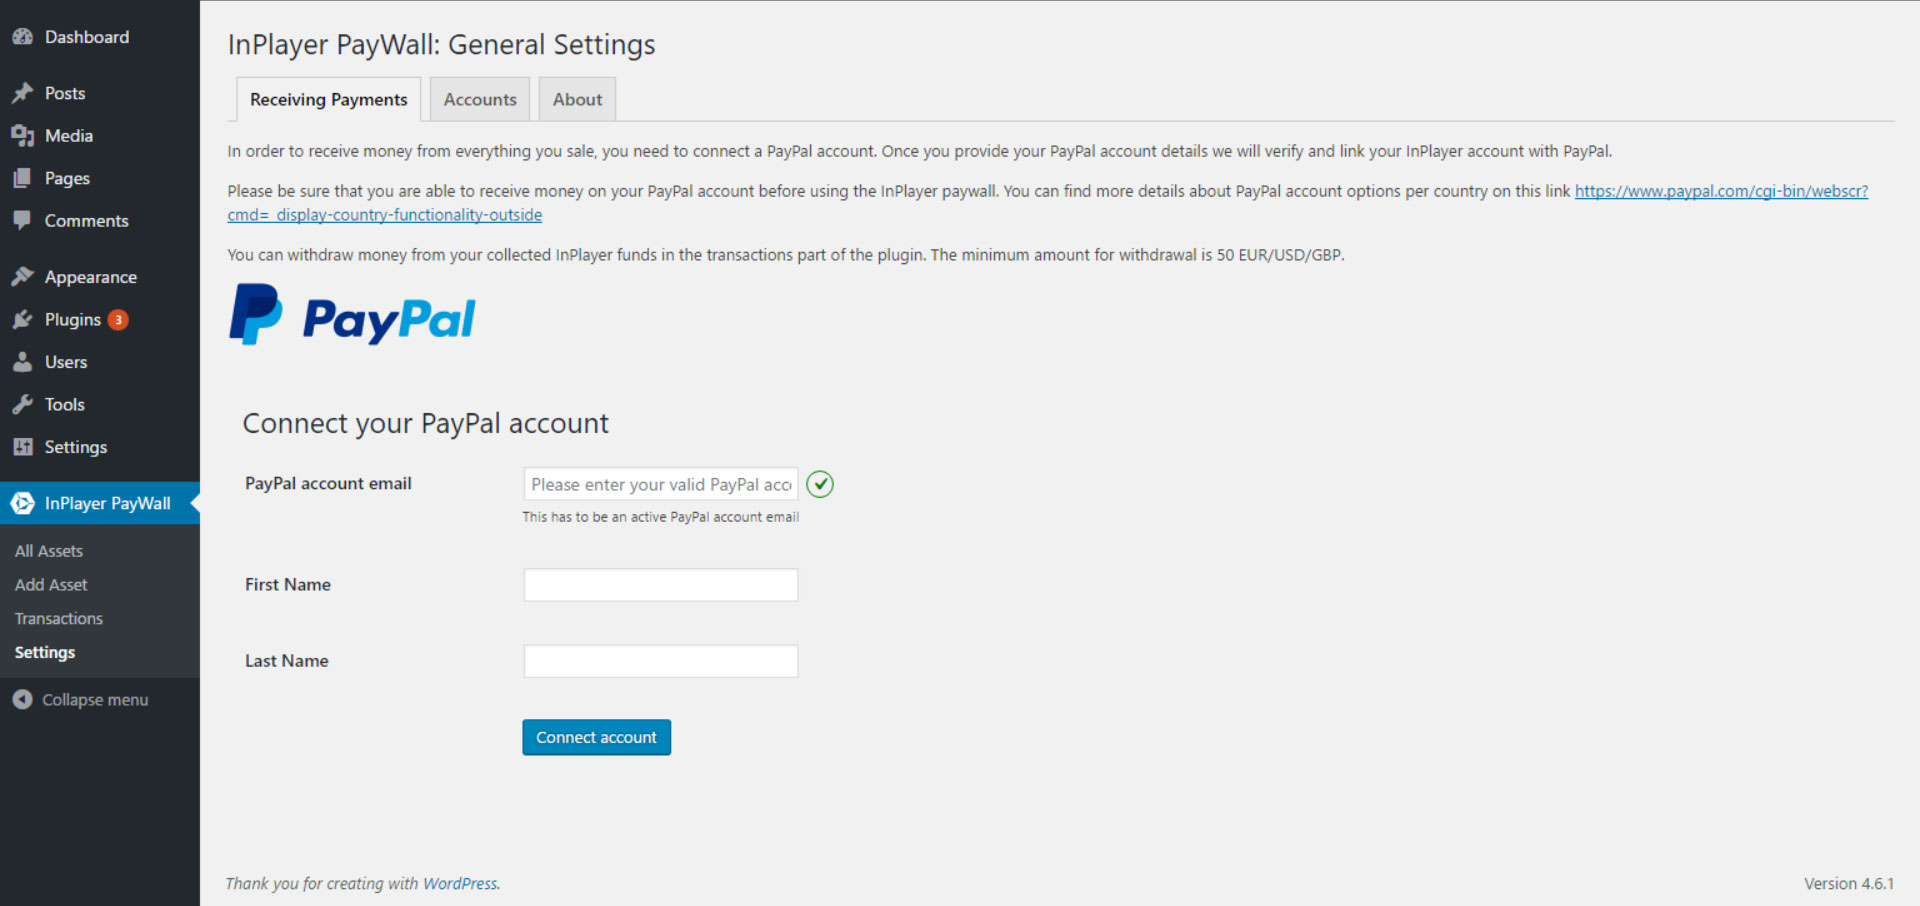 Dashboard
Posts
Media
Pages
Comments
Appearance
Plugins 3
Users
Tools
Settings
InPlayer PayWall
All Assets
Add Asset
Transactions
Settings
Collapse menu
InPlayer PayWall: General Settings
Receiving Payments Accounts About
In order to receive money from everything you sale, you need to connect a PayPal account. Once you provide your PayPal account details we will verify and link your InPlayer account with PayPal.
Please be sure that you are able to receive money on your PayPal account before using the InPlayer paywall. You can find more details about PayPal account options per country on this link https://www.paypal.com/cgi-bin/webscr?
cmd=_display-country-functionality-outside
You can withdraw money from your collected InPlayer funds in the transactions part of the plugin. The minimum amount for withdrawal is 50 EUR/USD/GBP.
PayPal
Connect your PayPal account
PayPal account email Please enter your valid PayPal acc
This has to be an active PayPal account email
First Name
Last Name
Connect account
Thank you for creating with WordPress.
Version 4.6.1